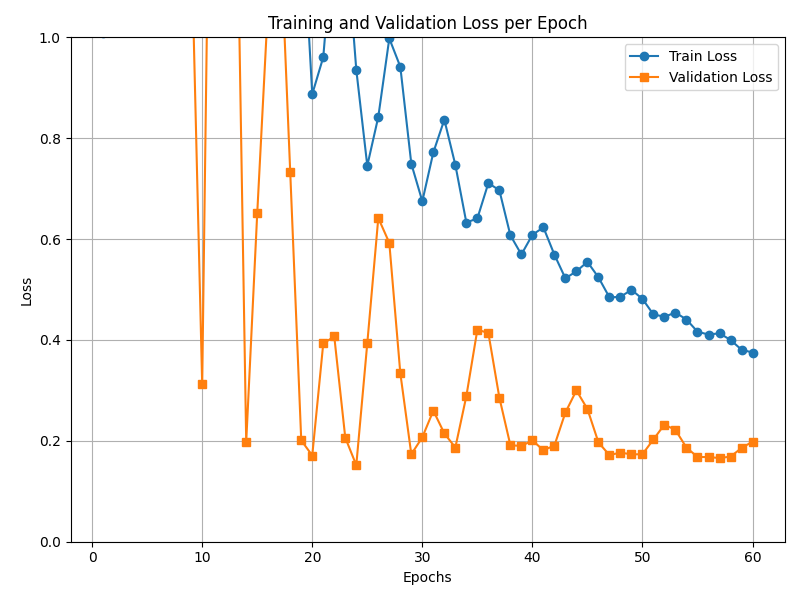 Training and Validation Loss per Epoch
Train Loss
Validation Loss
1.0
0.8
0.6
0.4
0.2
0.0
Loss
0 10 20 30 40 50 60
Epochs